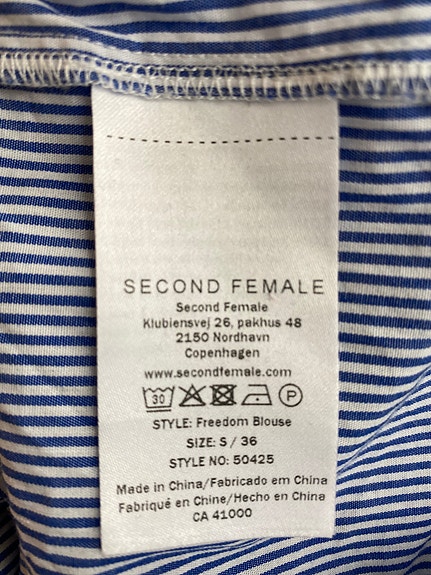 SECOND FEMALE
Second Female
Klubiensvej 26, pakhus 48
2150 Nordhavn
Copenhagen
www.secondfemale.com
30 P
STYLE: Freedom Blouse
SIZE: S / 36
STYLE NO: 50425
Made in China/Fabricado em China
Fabriqué en Chine/Hecho en China
CA 41000